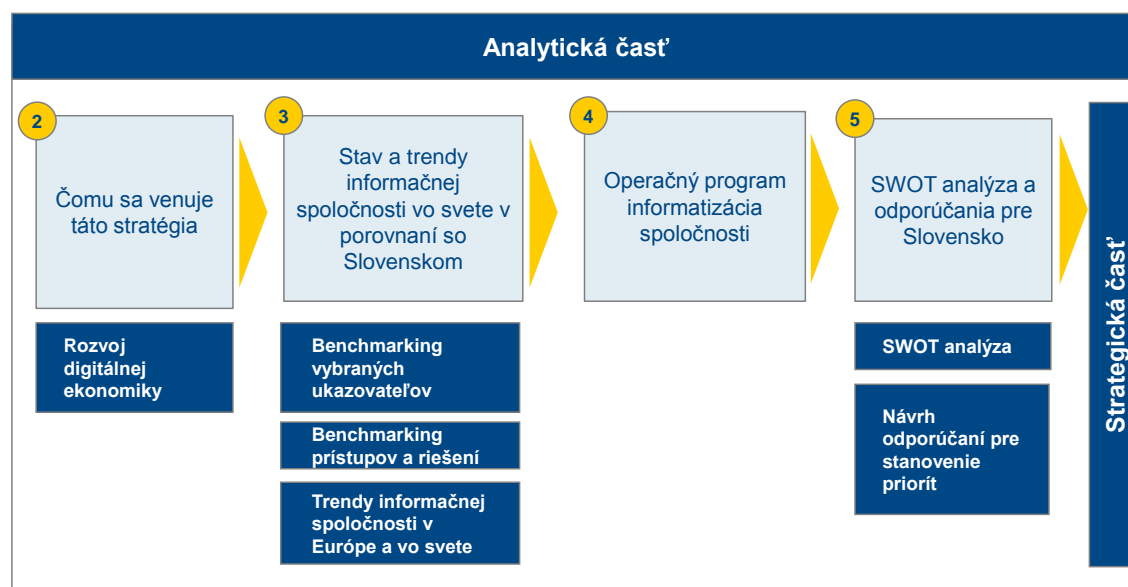 Analytická časť
2
Čomu sa venuje
táto stratégia
Rozvoj
digitálnej
ekonomiky
3
Stav a trendy
informačnej
spoločnosti vo svete v
porovnaní so
Slovenskom
Benchmarking
vybraných
ukazovateľov
Benchmarking
prístupov a riešení
Trendy informačnej
spoločnosti v
Európe a vo svete
4
Operačný program
informatizácia
spoločnosti
5
SWOT analýza a
odporúčania pre
Slovensko
SWOT analýza
Návrh
odporúčaní pre
stanovenie
priorít
Strategická časť